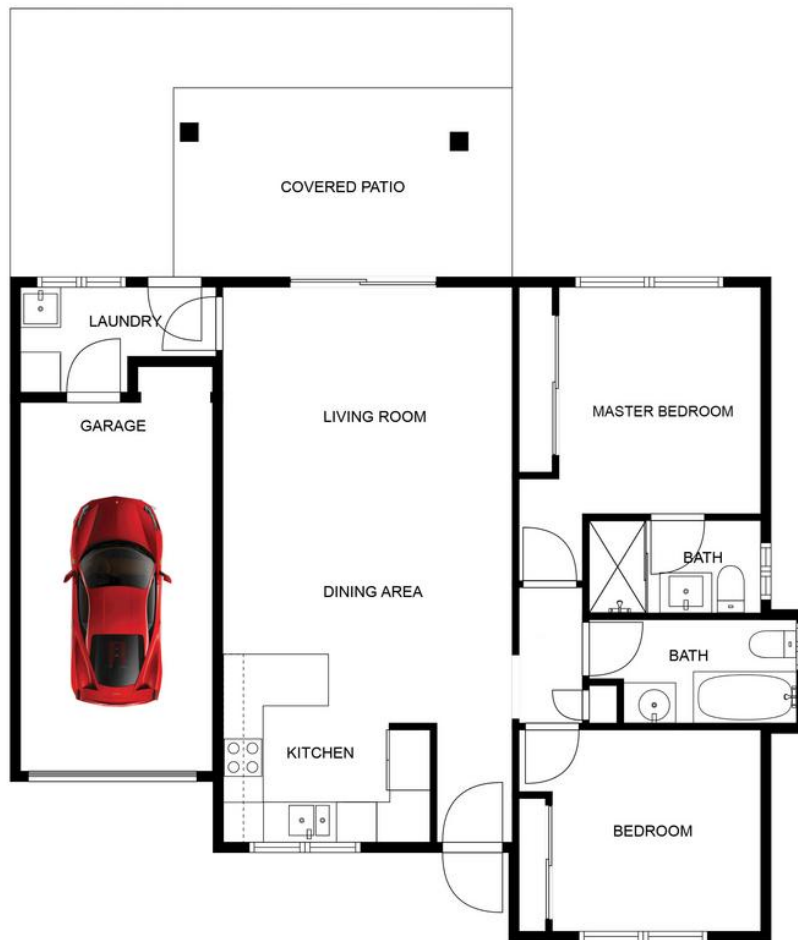 COVERED PATIO
LAUNDRY
LIVING ROOM
MASTER BEDROOM
GARAGE
BATH
DINING AREA
BATH
KITCHEN
BEDROOM